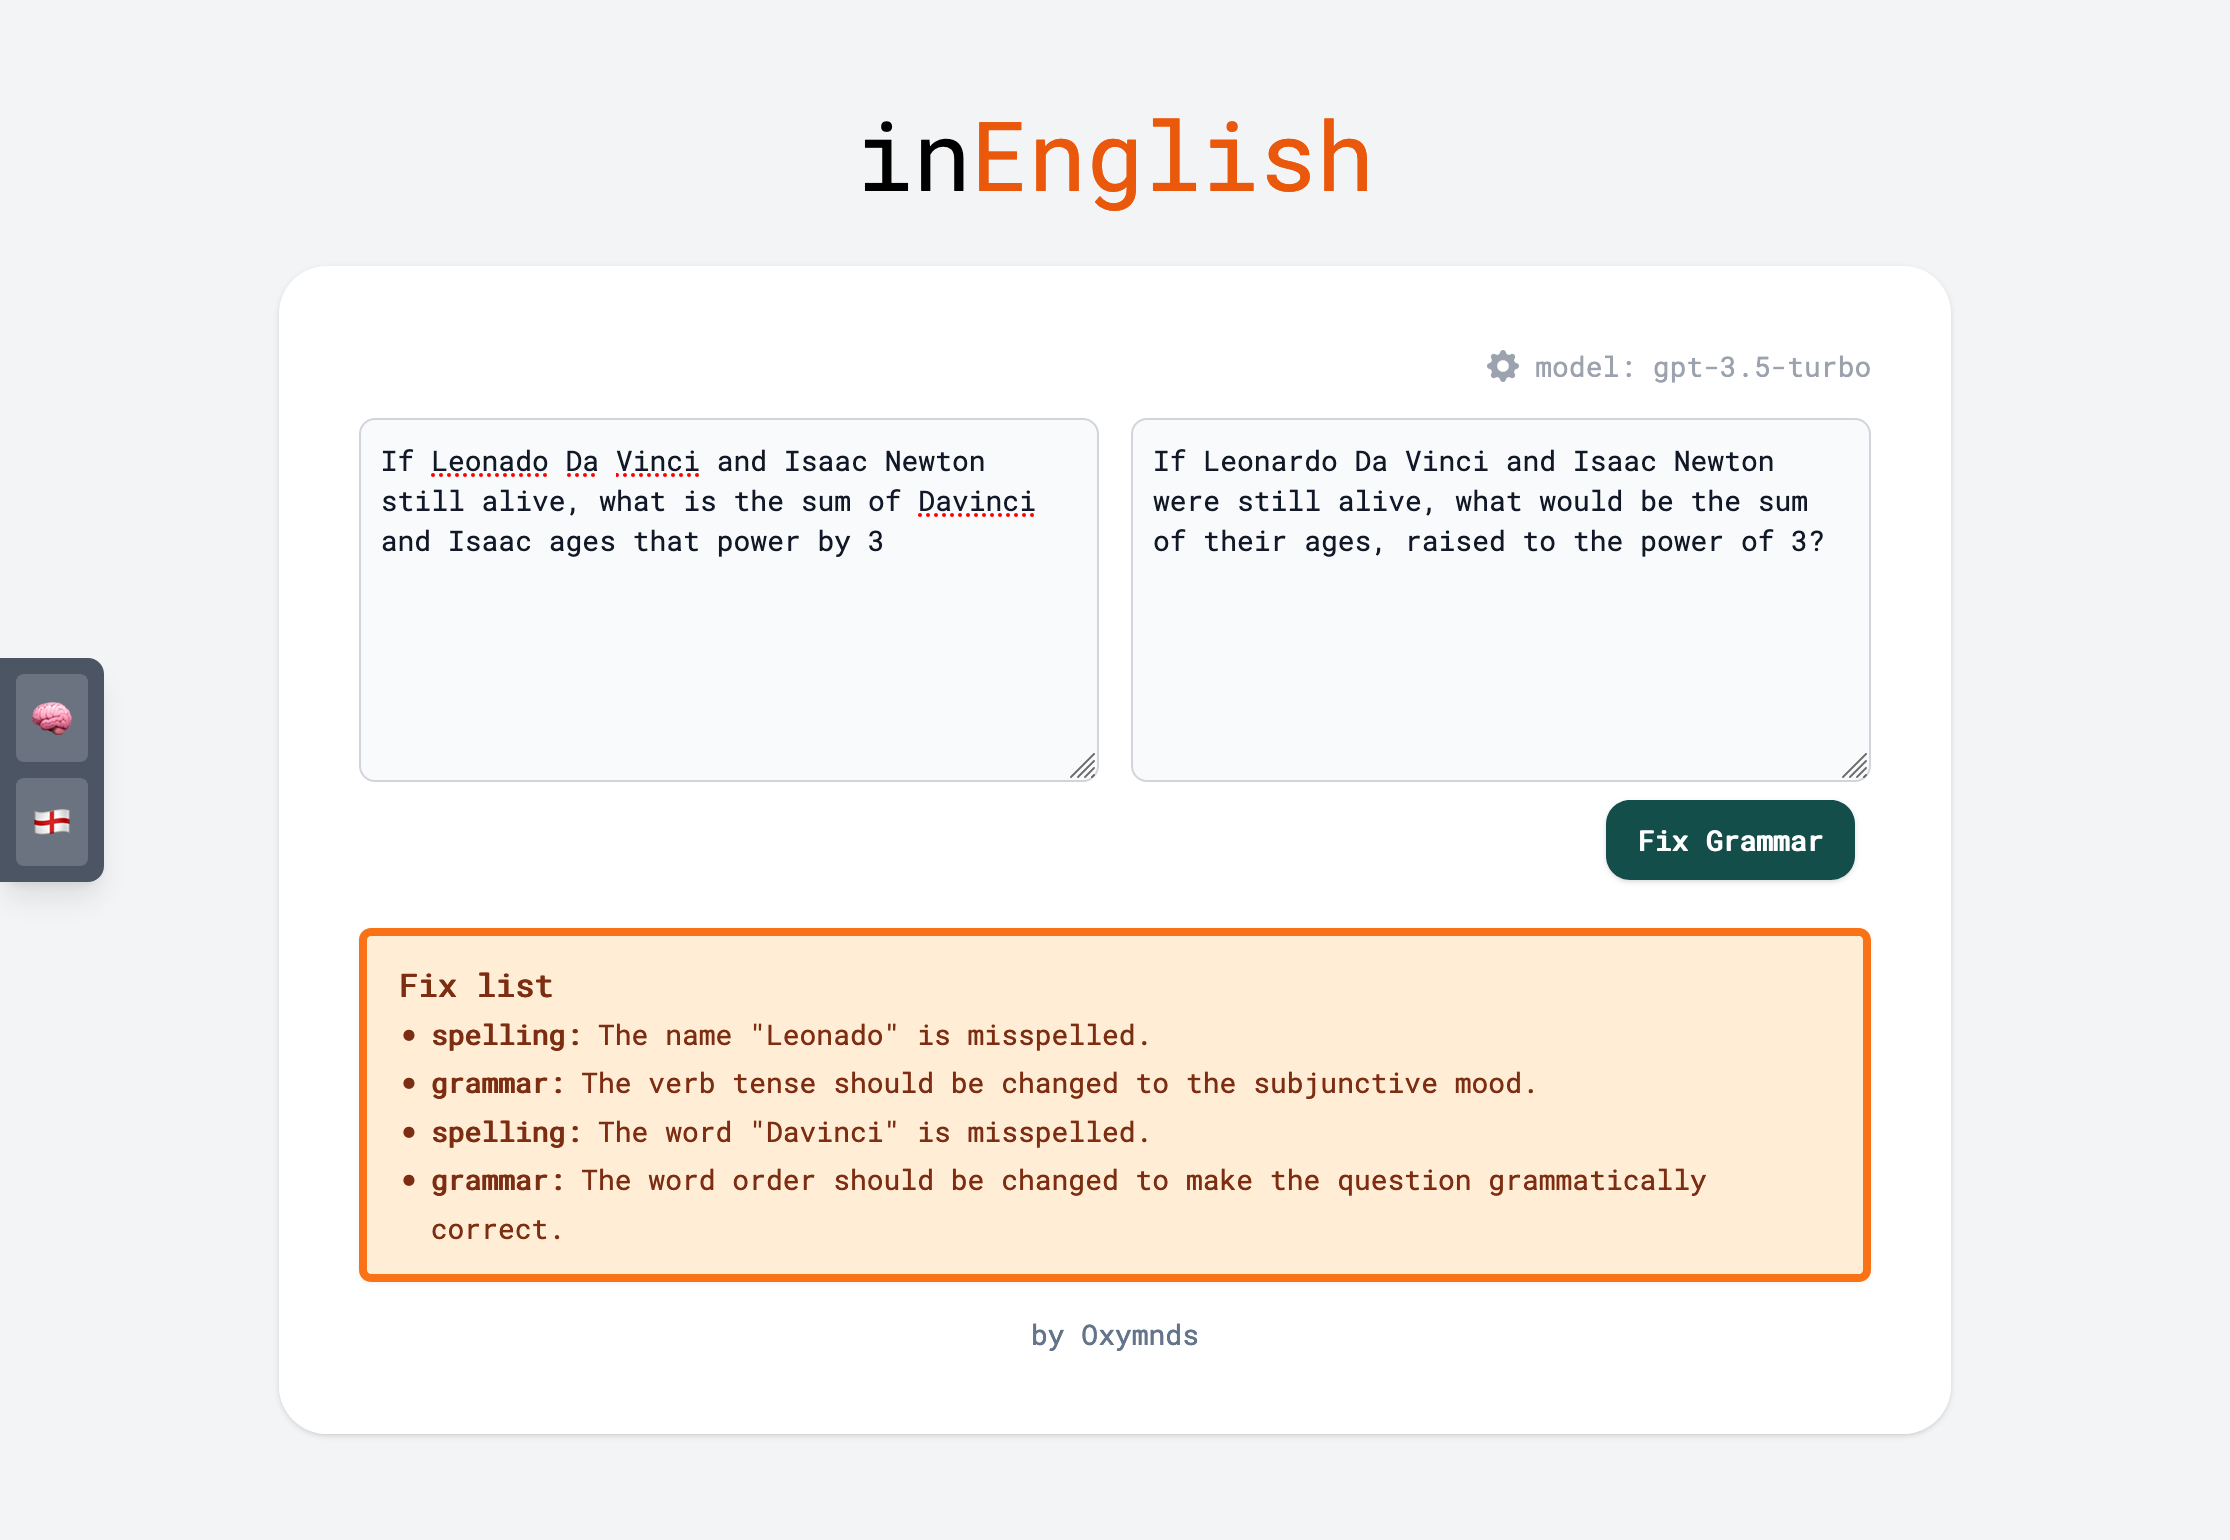 inEnglish
model: gpt-3.5-turbo
If Leonado Da Vinci and Isaac Newton
still alive, what is the sum of Davinci
and Isaac ages that power by 3
If Leonardo Da Vinci and Isaac Newton
were still alive, what would be the sum
of their ages, raised to the power of 3?
Fix Grammar
Fix list
• spelling: The name "Leonado" is misspelled.
• grammar: The verb tense should be changed to the subjunctive mood.
• spelling: The word "Davinci" is misspelled.
• grammar: The word order should be changed to make the question grammatically
correct.
by Oxymnds